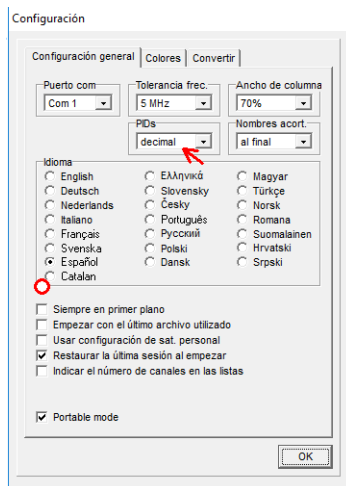 Configuración
Configuración general Colores Convertir
Puerto com Tolerancia frec. Ancho de columna
Com 1 5 MHz 70%
PIDs Nombres acort.
decimal al final
Idioma
English Ελληνικά Magyar
Deutsch Slovensky Türkçe
Nederlands Česky Norsk
Italiano Português Romana
Français Русский Suomalainen
Svenska Polski Hrvatski
Español Dansk Srpski
Catalan
Siempre en primer plano
Empezar con el último archivo utilizado
Usar configuración de sat. personal
Restaurar la última sesión al empezar
Indicar el número de canales en las listas
Portable mode
OK